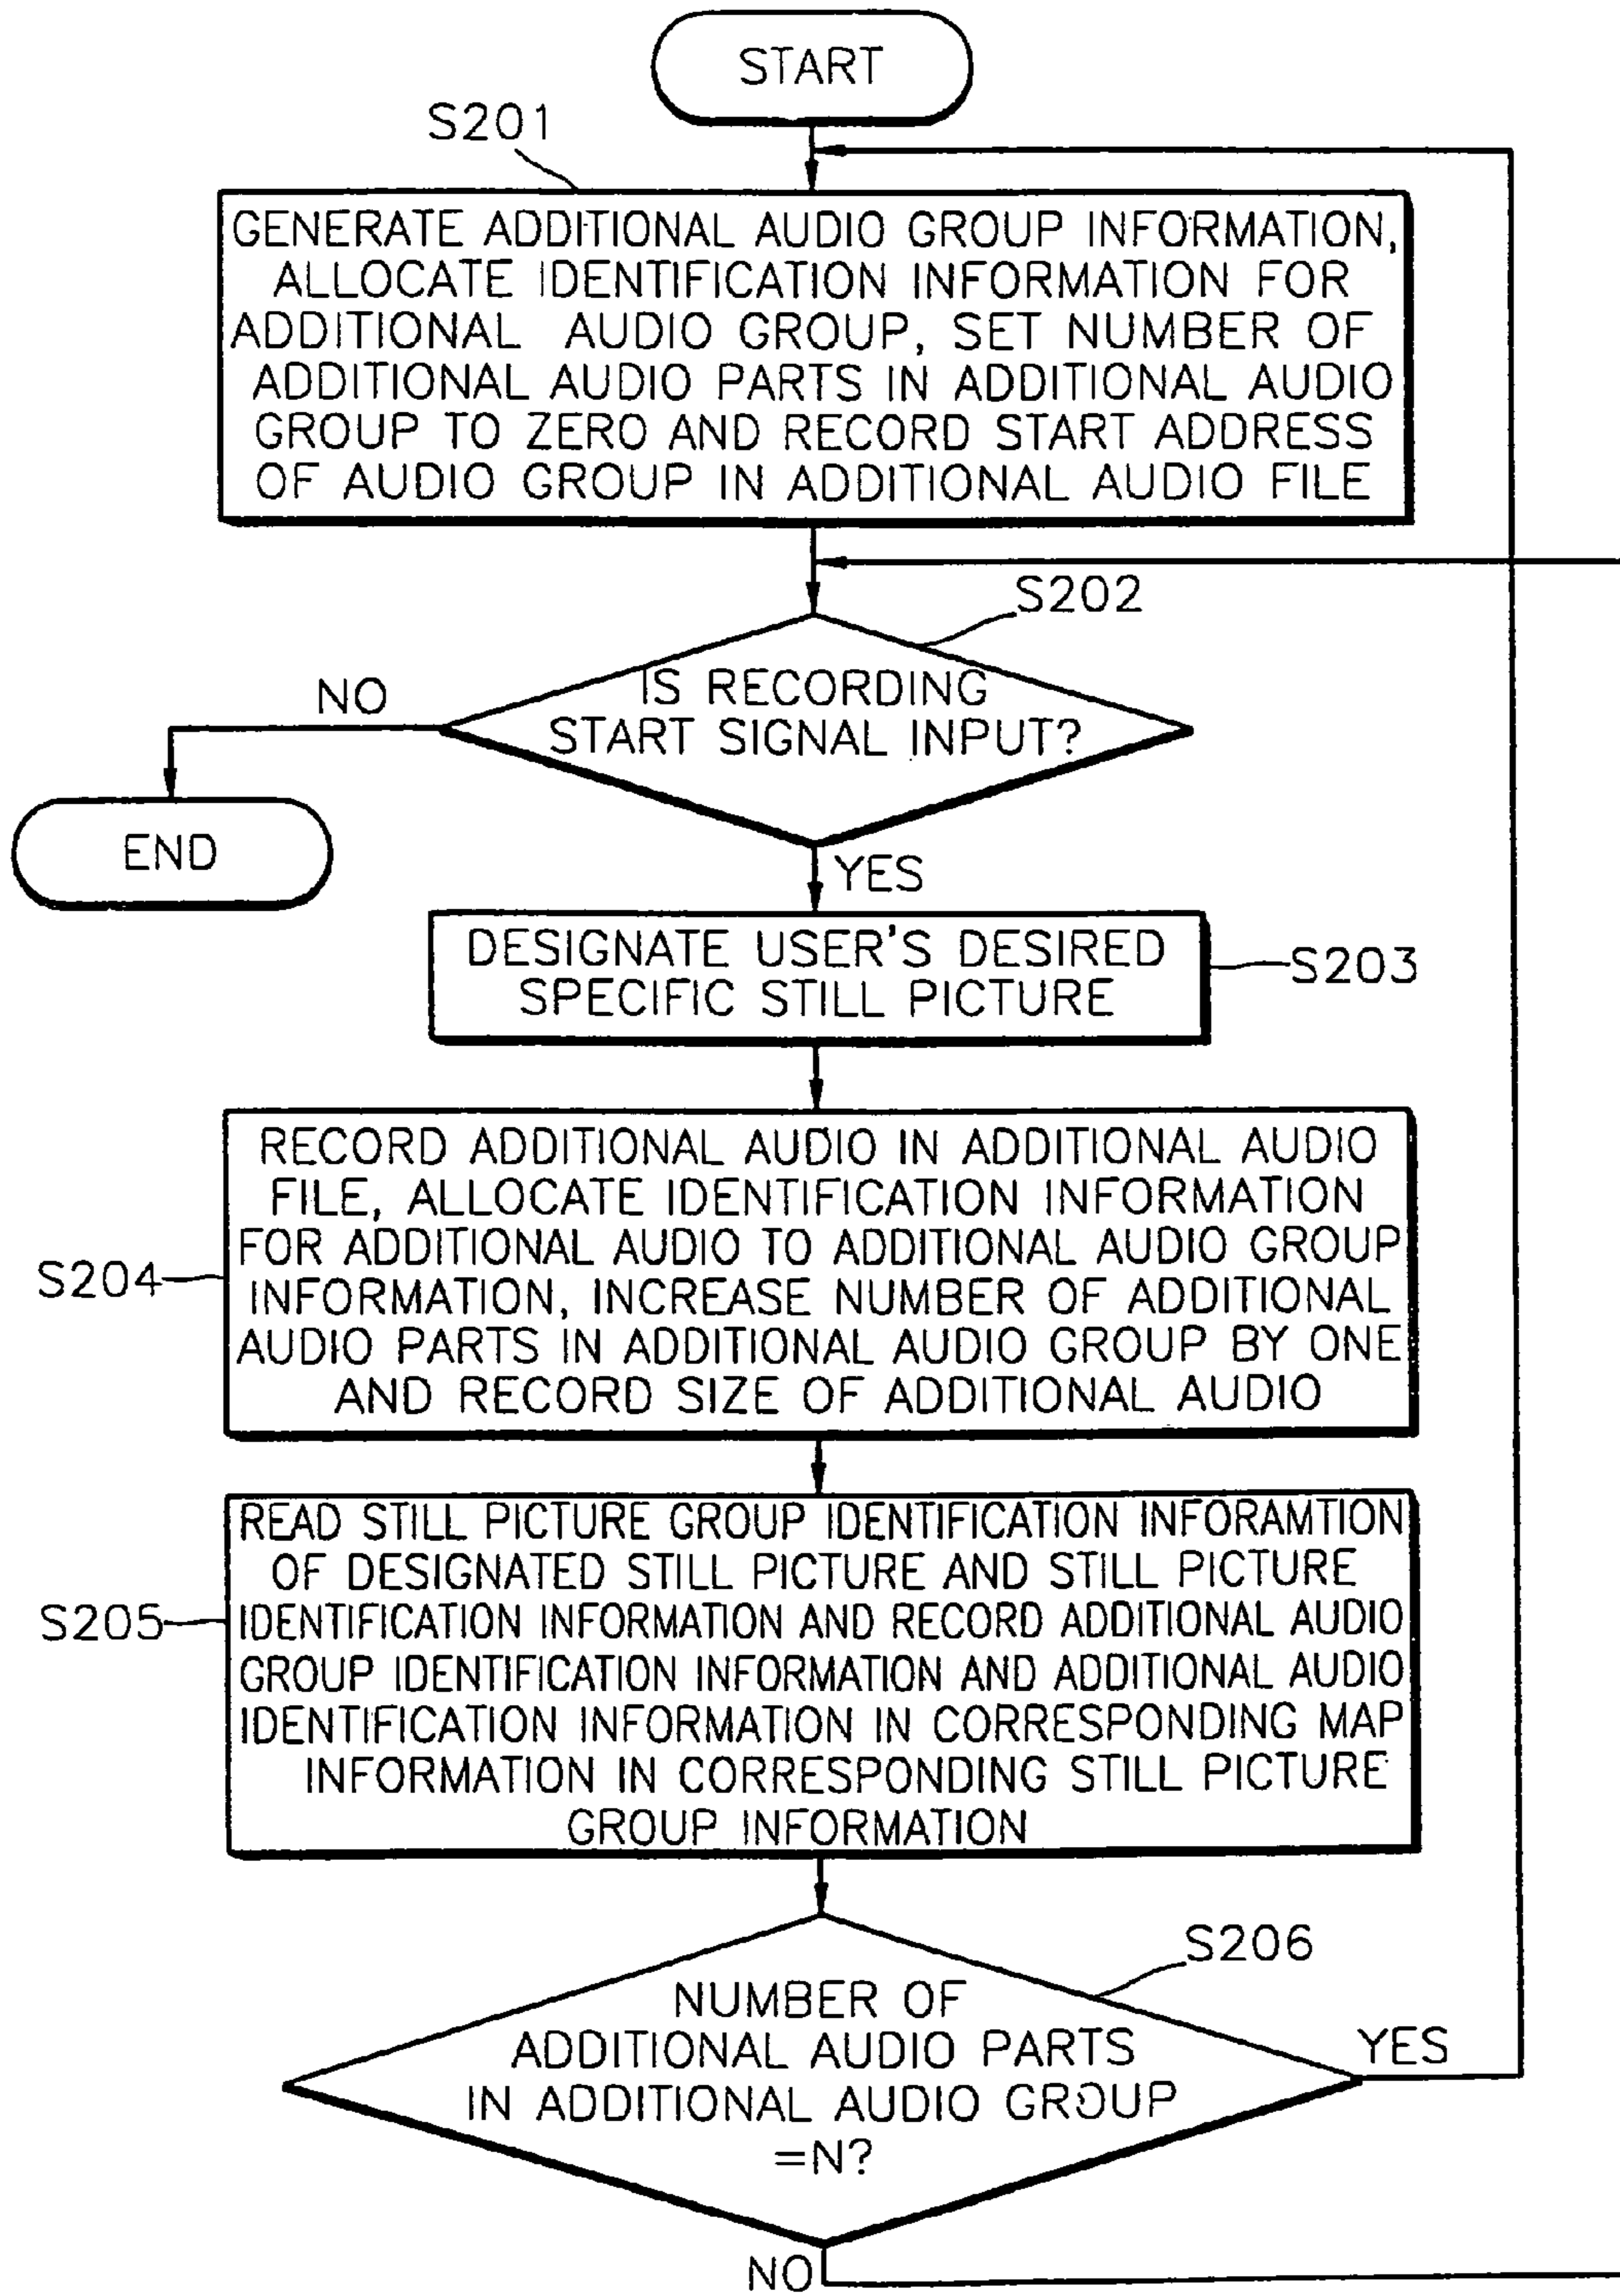 START
S201
GENERATE ADDITIONAL AUDIO GROUP INFORMATION,
ALLOCATE IDENTIFICATION INFORMATION FOR
ADDITIONAL AUDIO GROUP, SET NUMBER OF
ADDITIONAL AUDIO PARTS IN ADDITIONAL AUDIO
GROUP TO ZERO AND RECORD START ADDRESS
OF AUDIO GROUP IN ADDITIONAL AUDIO FILE
S202
IS RECORDING
START SIGNAL INPUT?
NO
END
YES
DESIGNATE USER'S DESIRED
SPECIFIC STILL PICTURE
S203
RECORD ADDITIONAL AUDIO IN ADDITIONAL AUDIO
FILE, ALLOCATE IDENTIFICATION INFORMATION
FOR ADDITIONAL AUDIO TO ADDITIONAL AUDIO GROUP
INFORMATION, INCREASE NUMBER OF ADDITIONAL
AUDIO PARTS IN ADDITIONAL AUDIO GROUP BY ONE
AND RECORD SIZE OF ADDITIONAL AUDIO
S204
READ STILL PICTURE GROUP IDENTIFICATION INFORAMTION
OF DESIGNATED STILL PICTURE AND STILL PICTURE
IDENTIFICATION INFORMATION AND RECORD ADDITIONAL AUDIO
GROUP IDENTIFICATION INFORMATION AND ADDITIONAL AUDIO
IDENTIFICATION INFORMATION IN CORRESPONDING MAP
INFORMATION IN CORRESPONDING STILL PICTURE
GROUP INFORMATION
S205
S206
NUMBER OF
ADDITIONAL AUDIO PARTS
IN ADDITIONAL AUDIO GROUP
=N?
YES
NO